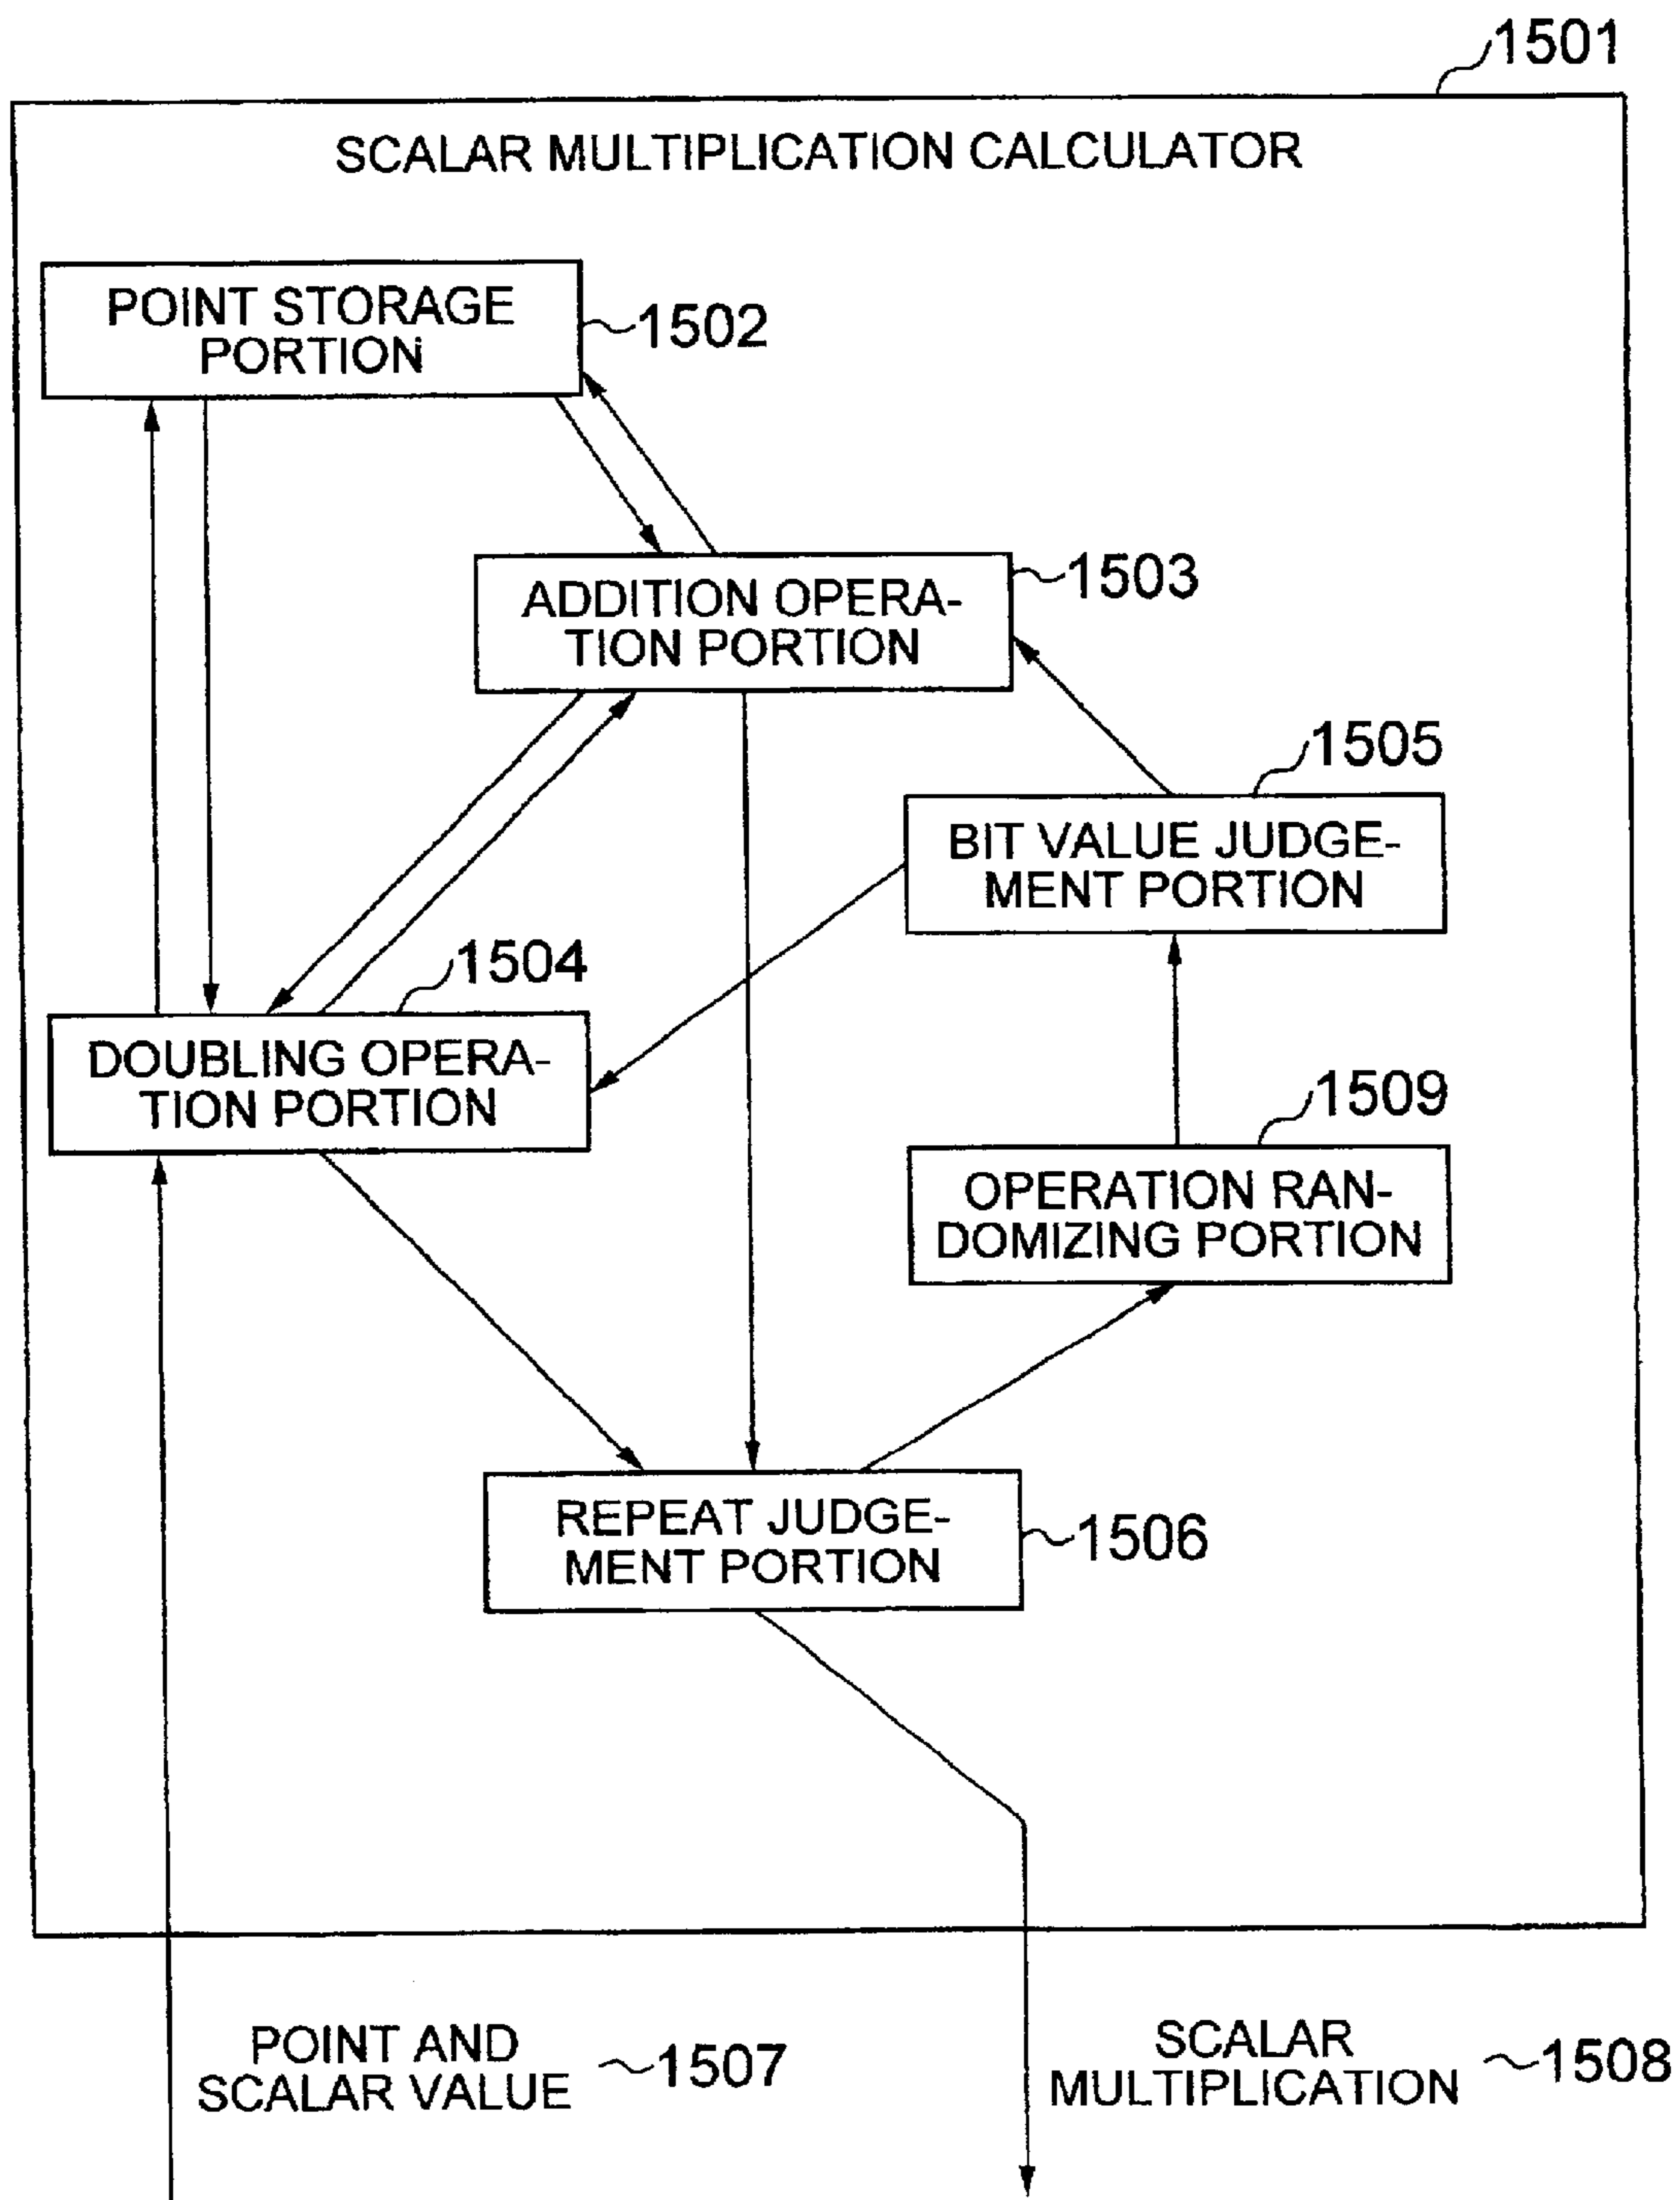 1501
SCALAR MULTIPLICATION CALCULATOR
POINT STORAGE
PORTION
1502
ADDITION OPERA-
TION PORTION
1503
1505
BIT VALUE JUDGE-
MENT PORTION
1504
DOUBLING OPERA-
TION PORTION
1509
OPERATION RAN-
DOMIZING PORTION
REPEAT JUDGE-
MENT PORTION
1506
POINT AND
SCALAR VALUE
1507
SCALAR
MULTIPLICATION
1508